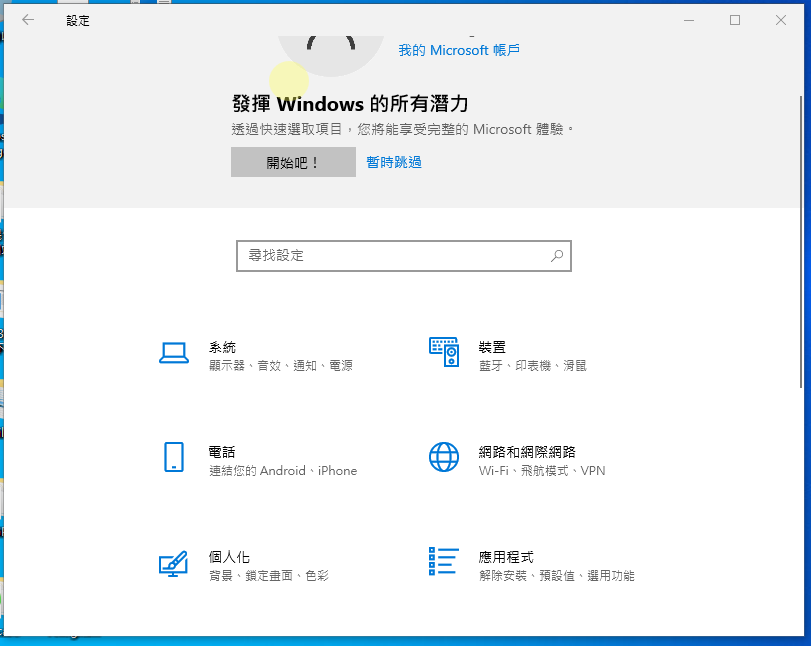 設定
我的 Microsoft 帳戶
發揮 Windows 的所有潛力
透過快速選取項目，您將能享受完整的 Microsoft 體驗。
開始吧！
暫時跳過
尋找設定
系統
顯示器、音效、通知、電源
裝置
藍牙、印表機、滑鼠
電話
連結您的 Android、iPhone
網路和網際網路
Wi-Fi、飛航模式、VPN
個人化
背景、鎖定畫面、色彩
應用程式
解除安裝、預設值、選用功能